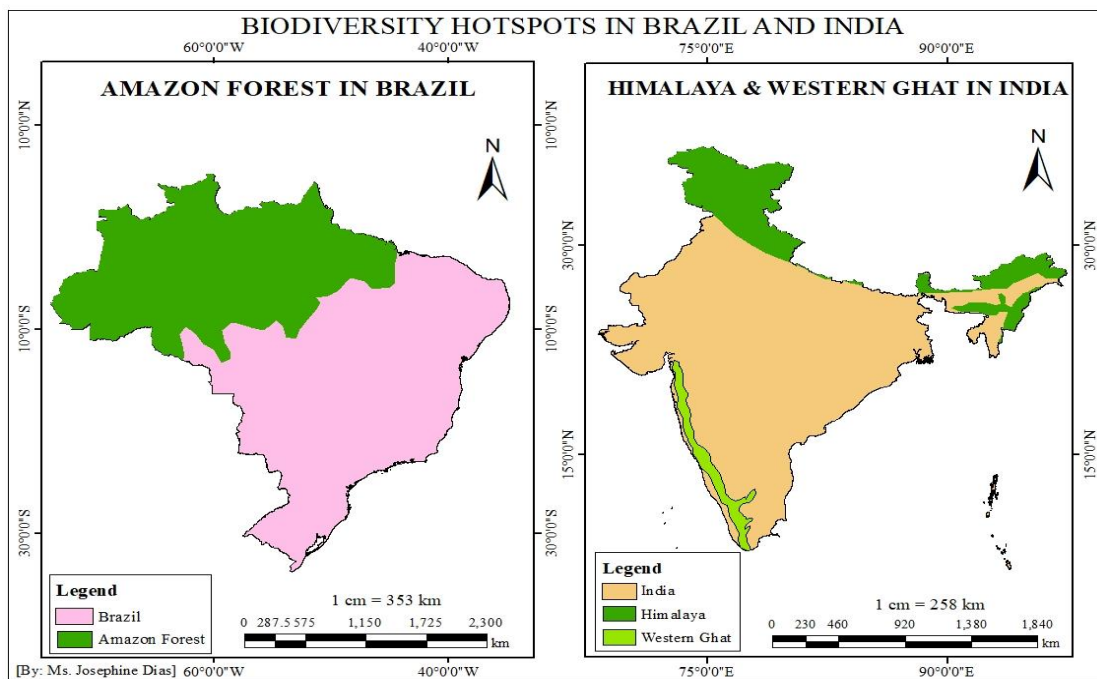 BIODIVERSITY HOTSPOTS IN BRAZIL AND INDIA
60°0'0"W
40°0'0"W
AMAZON FOREST IN BRAZIL
N
10°0'0"N
10°0'0"N
10°0'0"S
10°0'0"S
30°0'0"S
30°0'0"S
Legend
Brazil
Amazon Forest
1 cm = 353 km
0 287.5 575 1,150 1,725 2,300
km
[By: Ms. Josephine Dias]
60°0'0"W
40°0'0"W
75°0'0"E
90°0'0"E
HIMALAYA & WESTERN GHAT IN INDIA
N
30°0'0"N
30°0'0"N
15°0'0"N
15°0'0"N
Legend
India
Himalaya
Western Ghat
1 cm = 258 km
0 230 460 920 1,380 1,840
km
75°0'0"E
90°0'0"E